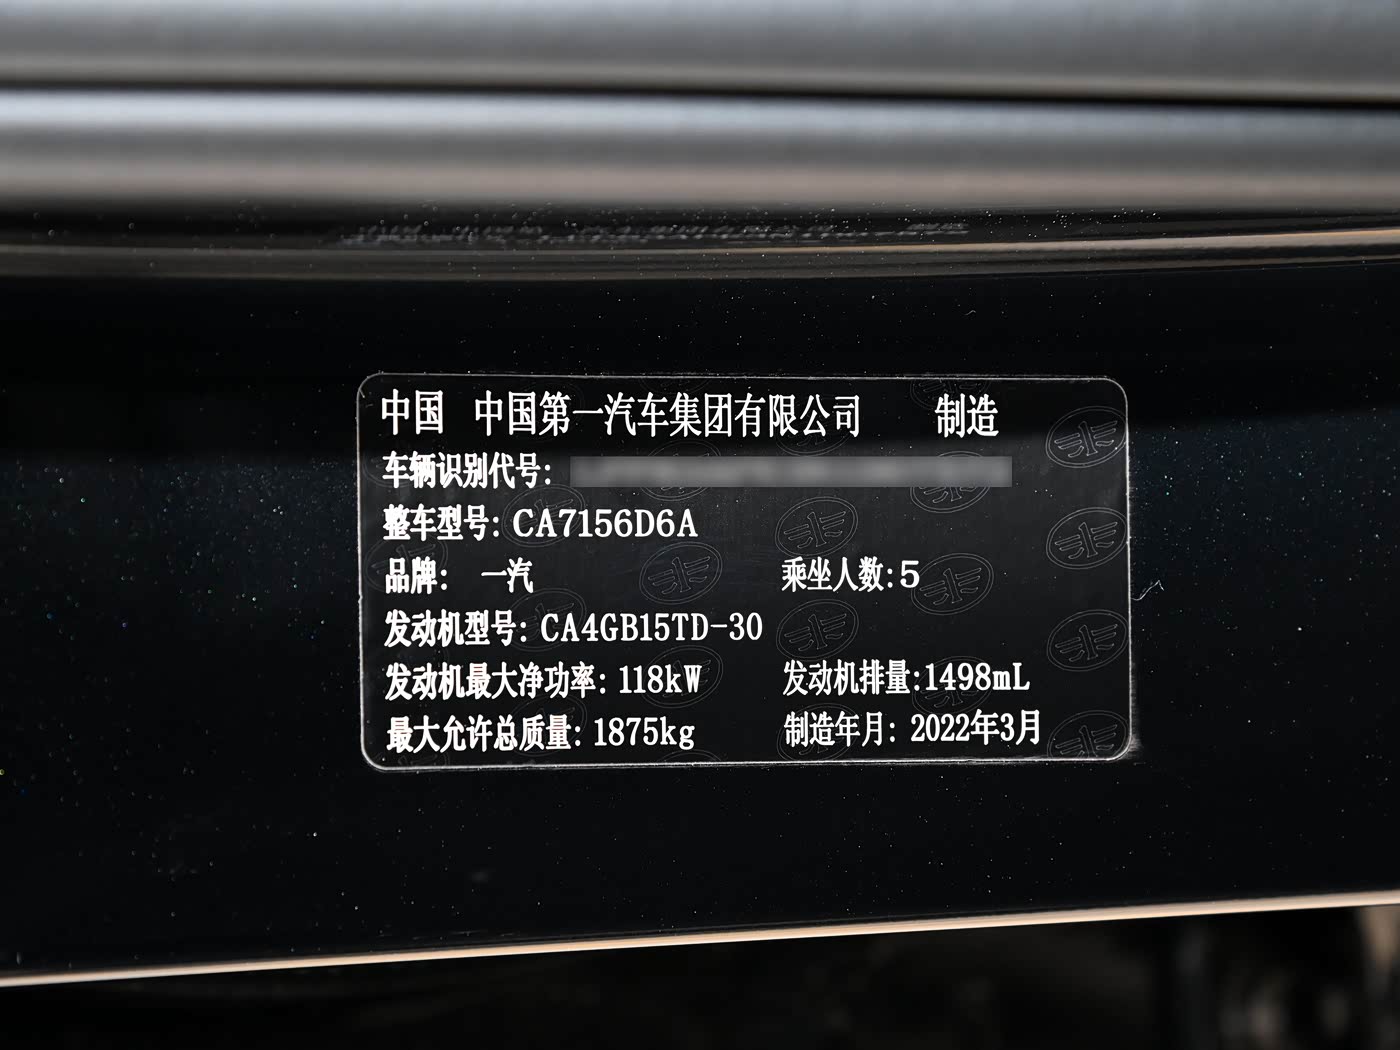 中国 中国第一汽车集团有限公司 制造
车辆识别代号:
整车型号: CA7156D6A
品牌: 一汽 乘坐人数:5
发动机型号: CA4GB15TD-30
发动机最大净功率: 118kW 发动机排量:1498mL
最大允许总质量: 1875kg 制造年月: 2022年3月